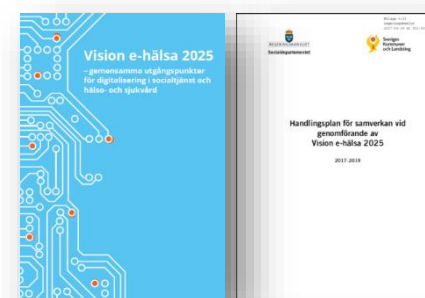 Vision e-hälsa 2025
– gemensamma utgångspunkter
för digitalisering i socialtjänst och
hälso- och sjukvård
REGERINGSKANSLIET
Socialdepartementet
Sveriges
Kommuner
och Landsting
Handlingsplan för samverkan vid
genomförande av
Vision e-hälsa 2025
2017-2019